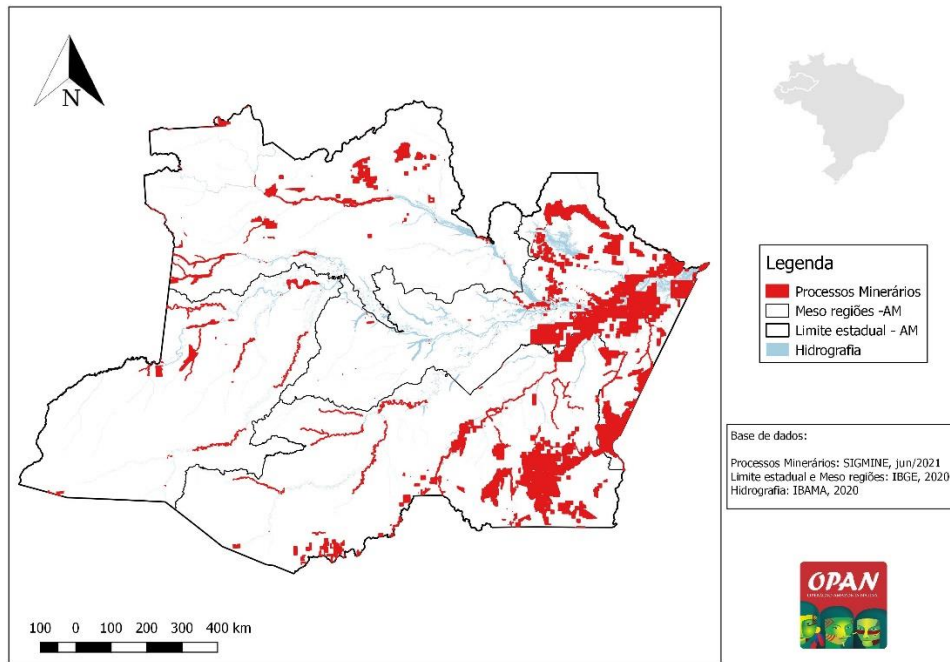 N
Legenda
Processos Minerários
Meso regiões -AM
Limite estadual - AM
Hidrografia
Base de dados:
Processos Minerários: SIGMINE, jun/2021
Limite estadual e Meso regiões: IBGE, 2020
Hidrografia: IBAMA, 2020
OPAN
100 0 100 200 300 400 km